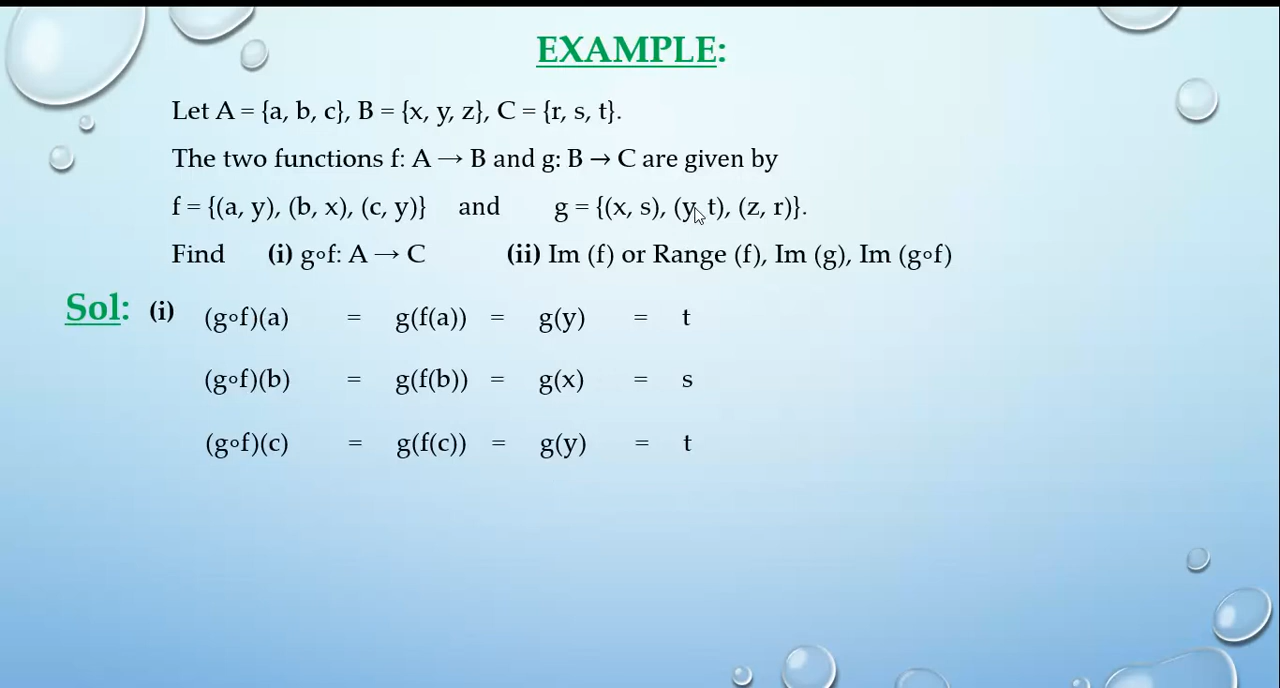 EXAMPLE:
Let A = {a, b, c}, B = {x, y, z}, C = {r, s, t}.
The two functions f: A → B and g: B → C are given by
f = {(a, y), (b, x), (c, y)} and g = {(x, s), (y, t), (z, r)}.
Find (i) g∘f: A → C (ii) Im (f) or Range (f), Im (g), Im (g∘f)
Sol: (i) (g∘f)(a) = g(f(a)) = g(y) = t
(g∘f)(b) = g(f(b)) = g(x) = s
(g∘f)(c) = g(f(c)) = g(y) = t